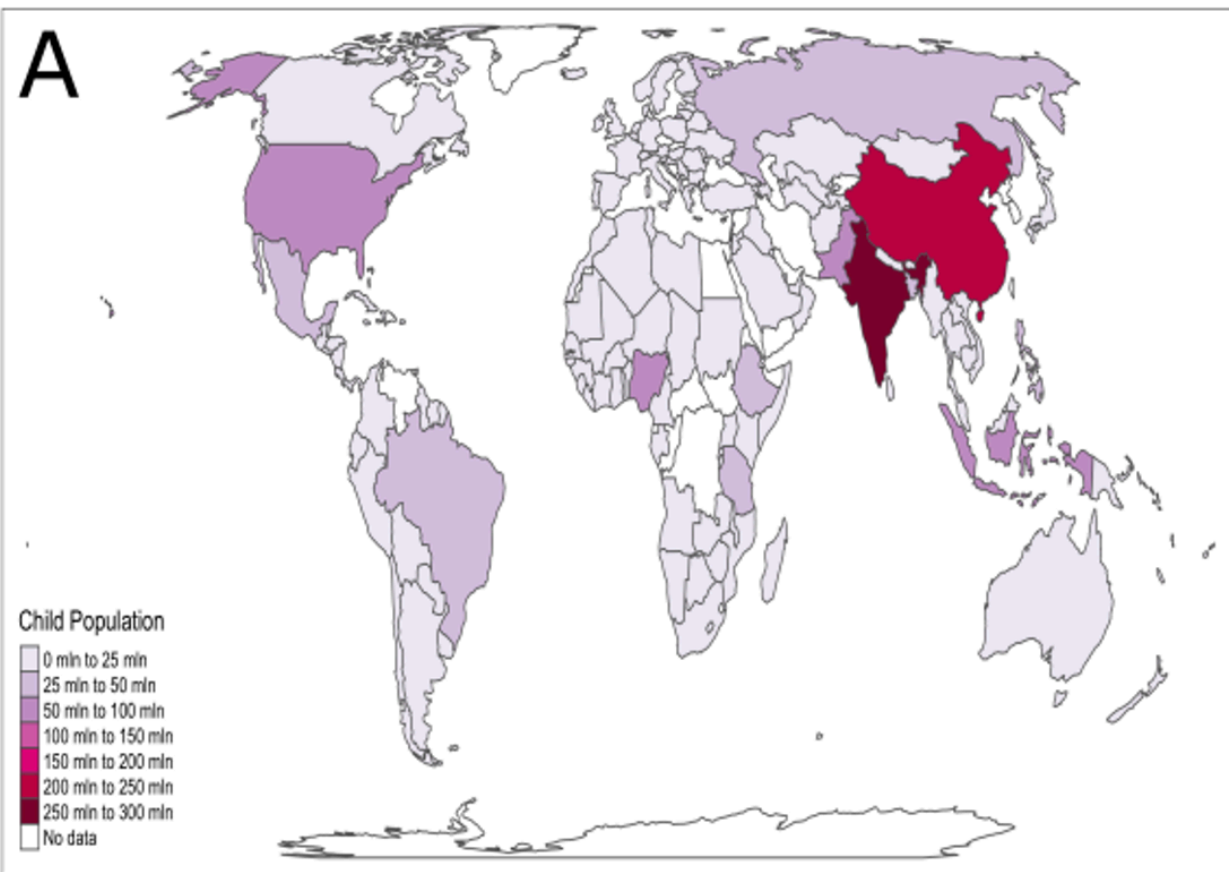 A
Child Population
0 mln to 25 mln
25 mln to 50 mln
50 mln to 100 mln
100 mln to 150 mln
150 mln to 200 mln
200 mln to 250 mln
250 mln to 300 mln
No data